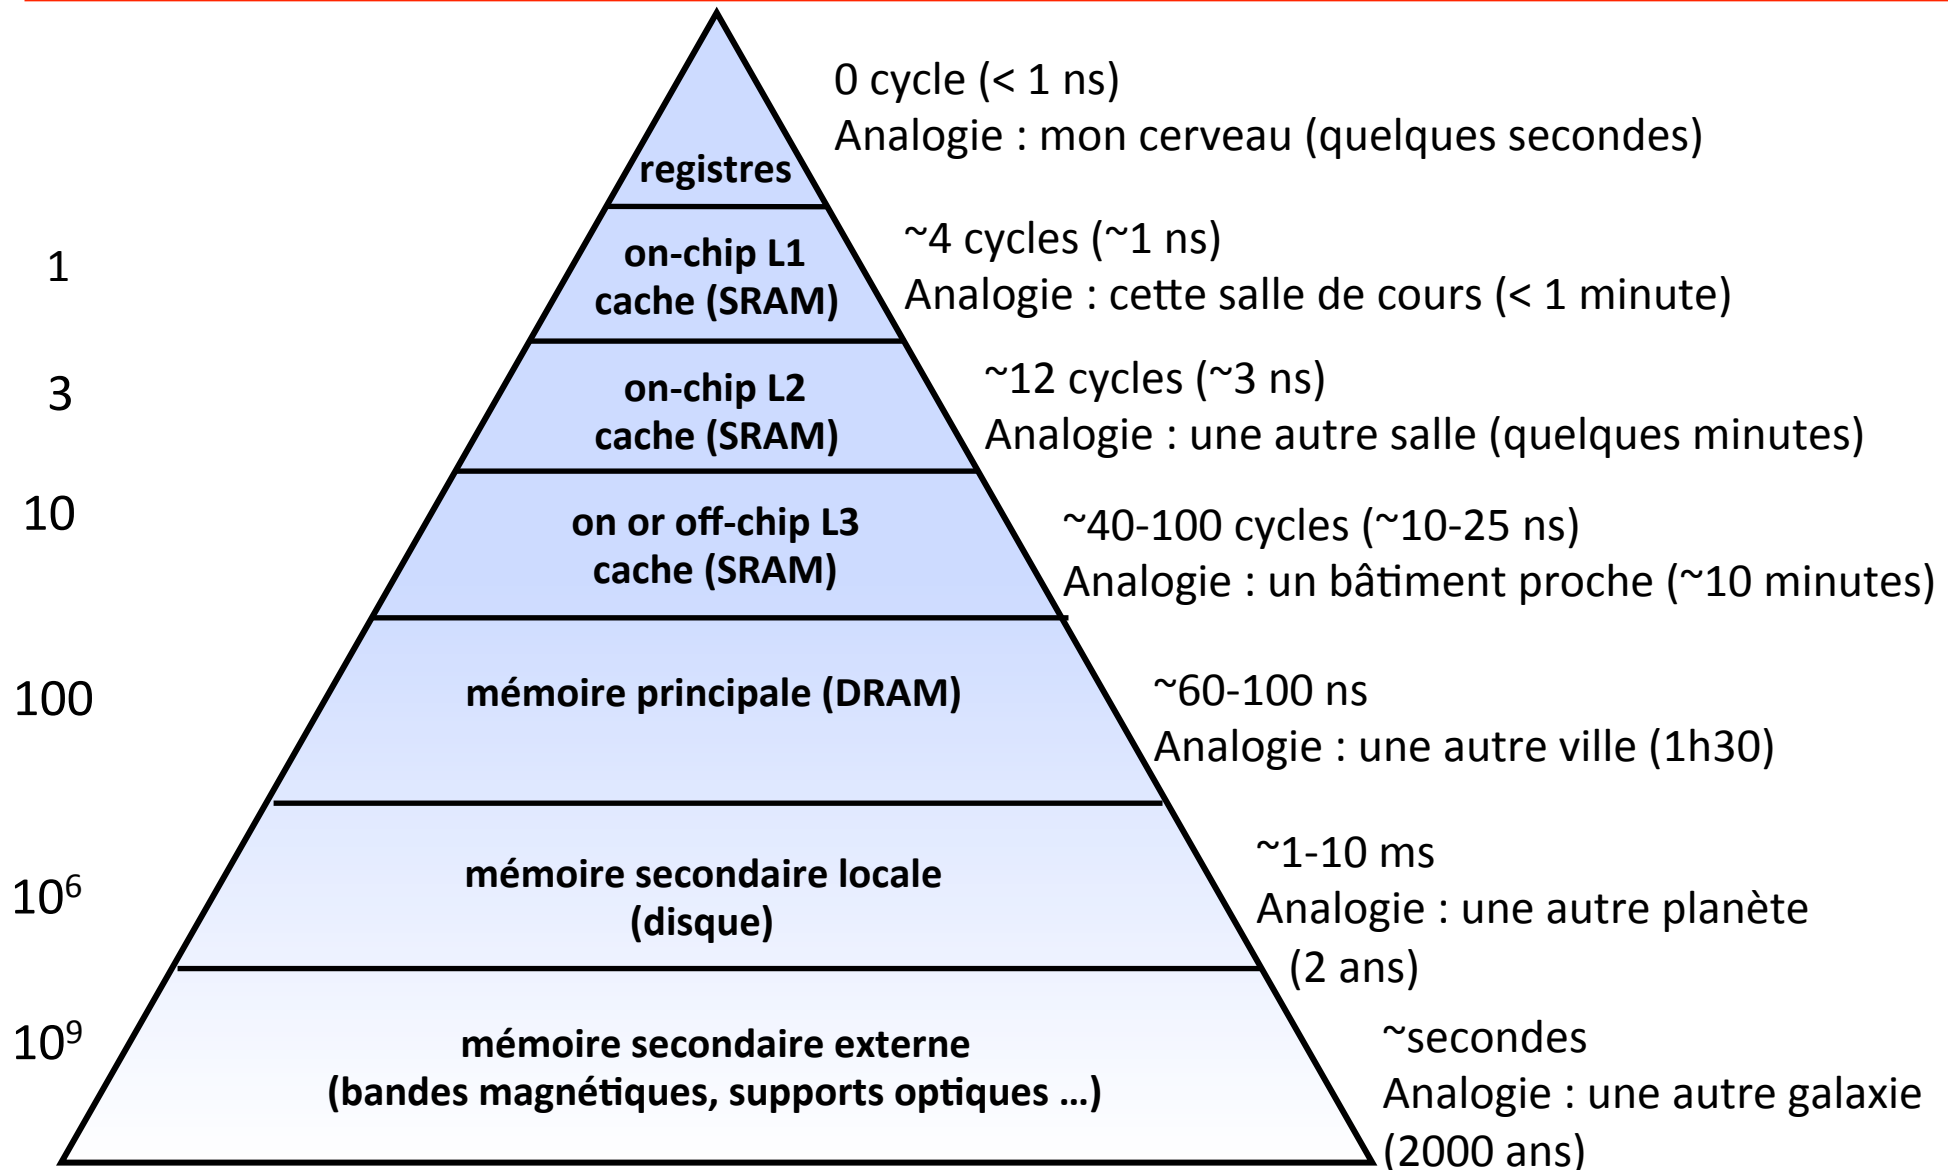 0 cycle (< 1 ns)
Analogie : mon cerveau (quelques secondes)
registres
1
on-chip L1
cache (SRAM)
~4 cycles (~1 ns)
Analogie : cette salle de cours (< 1 minute)
3
on-chip L2
cache (SRAM)
~12 cycles (~3 ns)
Analogie : une autre salle (quelques minutes)
10
on or off-chip L3
cache (SRAM)
~40-100 cycles (~10-25 ns)
Analogie : un bâtiment proche (~10 minutes)
100
mémoire principale (DRAM)
~60-100 ns
Analogie : une autre ville (1h30)
10⁶
mémoire secondaire locale
(disque)
~1-10 ms
Analogie : une autre planète
(2 ans)
10⁹
mémoire secondaire externe
(bandes magnétiques, supports optiques ...)
~secondes
Analogie : une autre galaxie
(2000 ans)